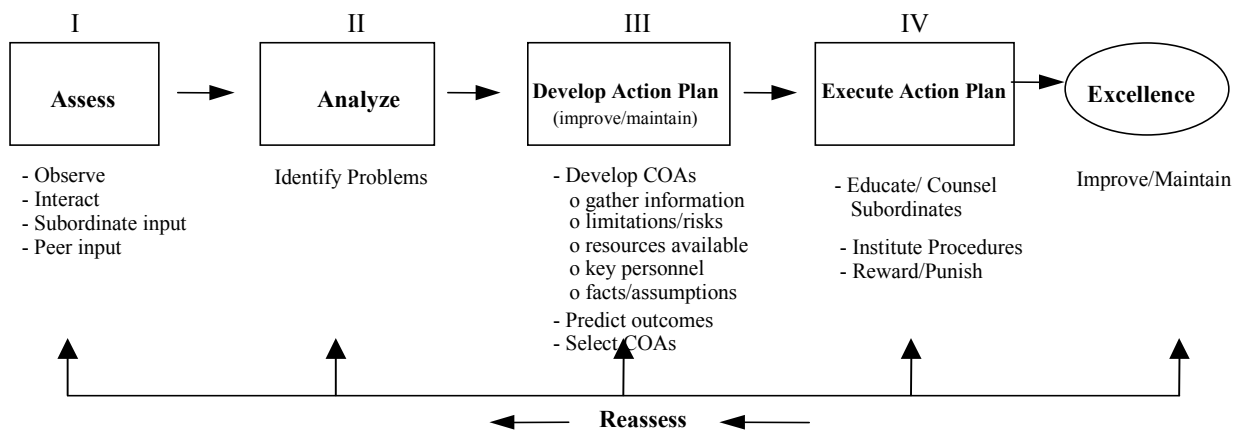 I
II
III
IV
Assess
Analyze
Develop Action Plan
(improve/maintain)
Execute Action Plan
Excellence
- Observe
- Interact
- Subordinate input
- Peer input
Identify Problems
- Develop COAs
o gather information
o limitations/risks
o resources available
o key personnel
o facts/assumptions
- Predict outcomes
- Select COAs
- Educate/ Counsel
Subordinates
- Institute Procedures
- Reward/Punish
Improve/Maintain
Reassess